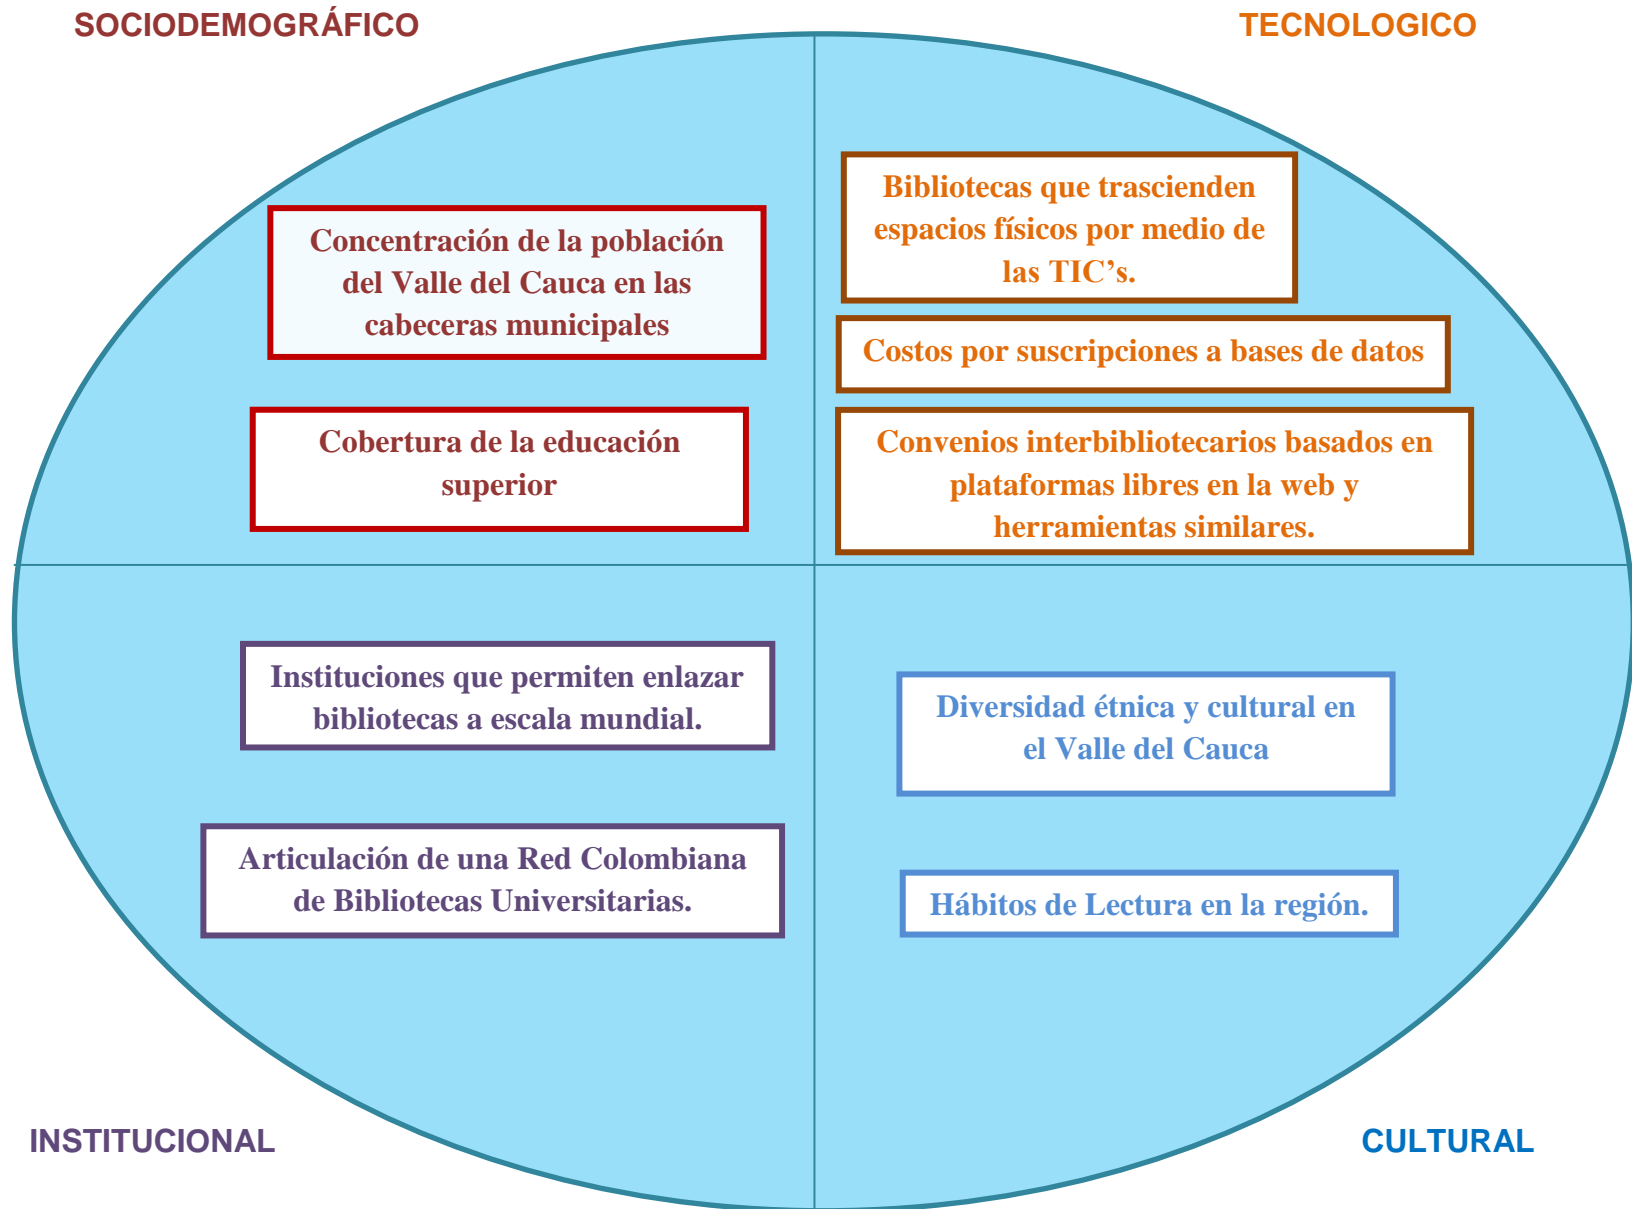 SOCIODEMOGRÁFICO
TECNOLOGICO
Concentración de la población
del Valle del Cauca en las
cabeceras municipales
Cobertura de la educación
superior
Bibliotecas que trascienden
espacios físicos por medio de
las TIC’s.
Costos por suscripciones a bases de datos
Convenios interbibliotecarios basados en
plataformas libres en la web y
herramientas similares.
Instituciones que permiten enlazar
bibliotecas a escala mundial.
Articulación de una Red Colombiana
de Bibliotecas Universitarias.
Diversidad étnica y cultural en
el Valle del Cauca
Hábitos de Lectura en la región.
INSTITUCIONAL
CULTURAL